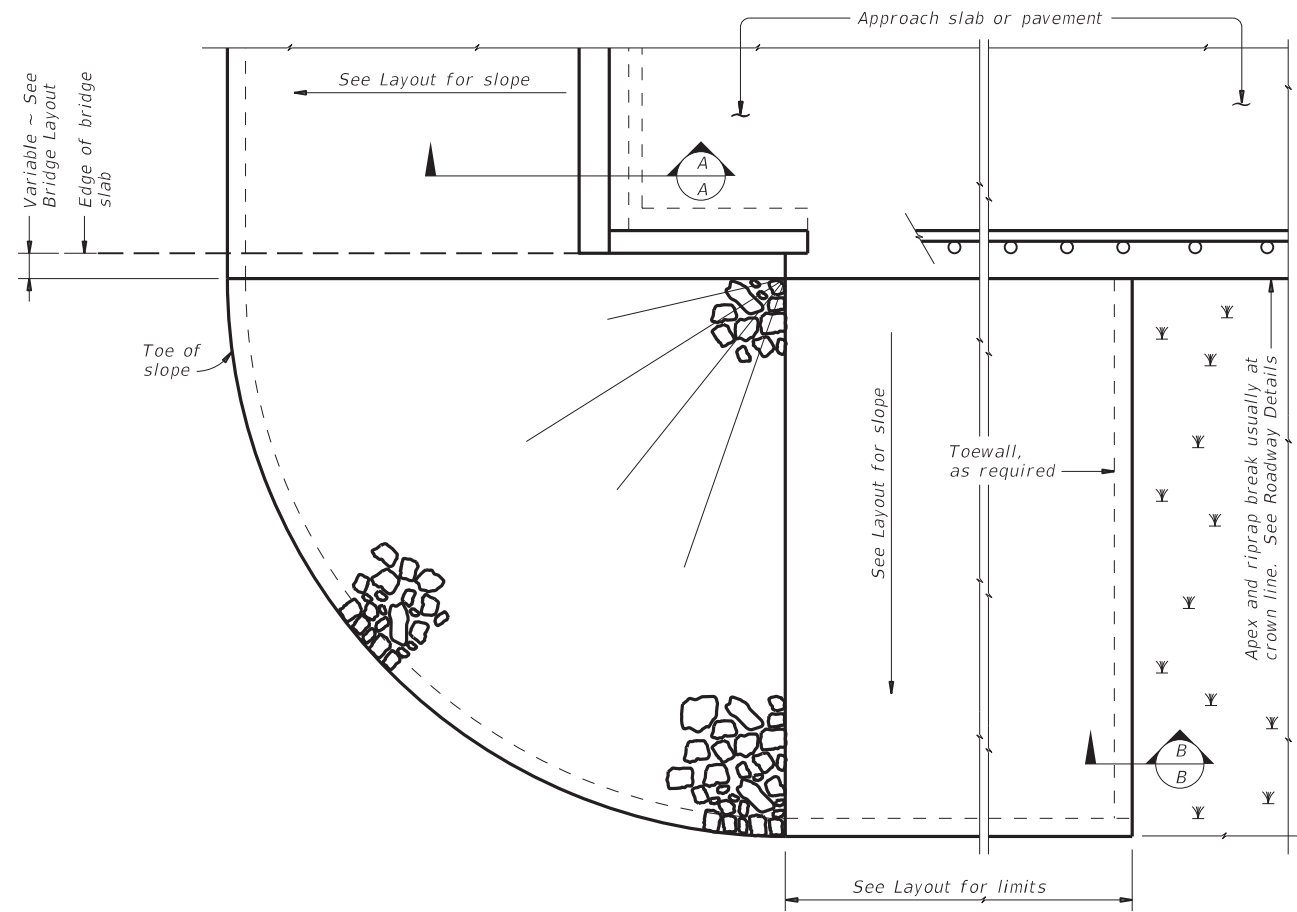 Approach slab or pavement
See Layout for slope
Variable ~ See
Bridge Layout
Edge of bridge
slab
A
A
Toe of
slope
See Layout for slope
Toewall,
as required
Apex and riprap break usually at
crown line. See Roadway Details
B
B
See Layout for limits